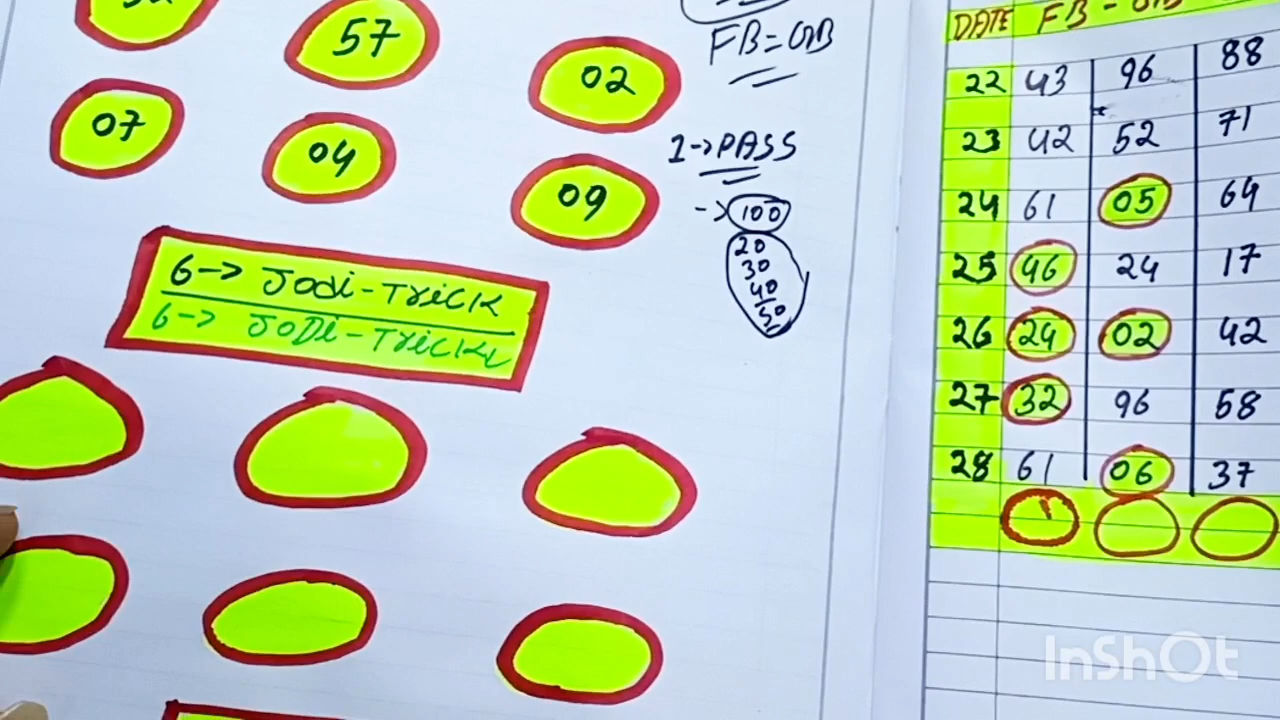 57
02
07
04
09
FB=GB
1->PASS
->100
20
30
40
50
6-> Jodi-Trick
6-> JODi-Trick
DATE FB-GB
22 43 96 88
23 42 52 71
24 61 05 64
25 46 24 17
26 24 02 42
27 32 96 58
28 61 06 37
InShOt